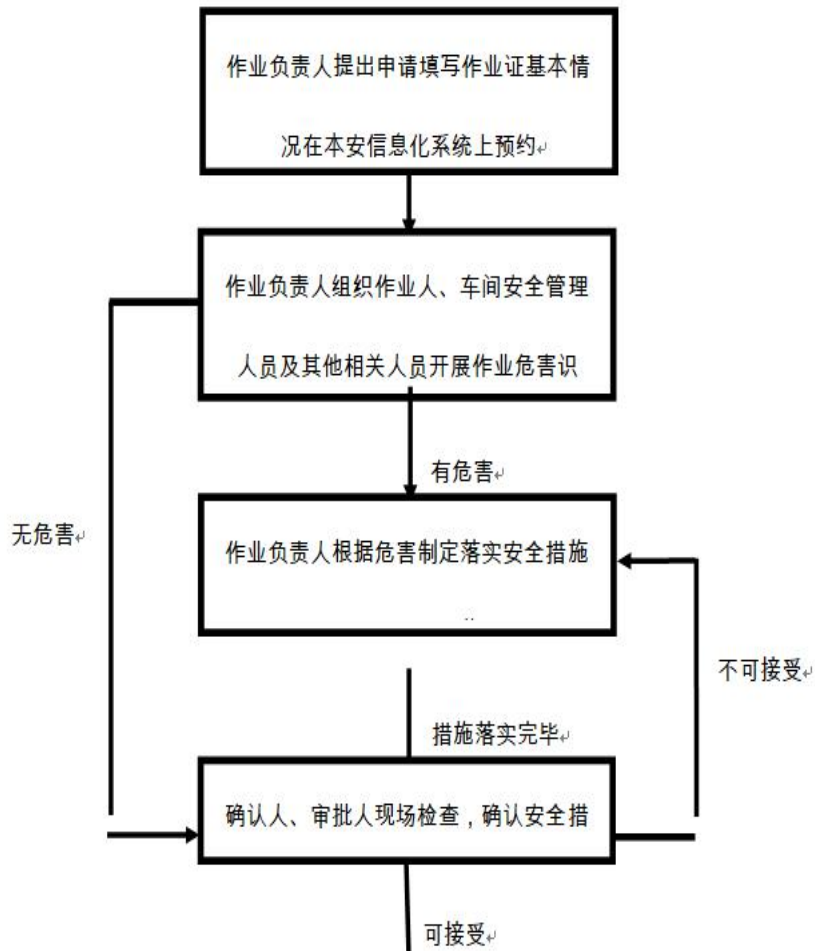 作业负责人提出申请填写作业证基本情
况在本安信息化系统上预约
作业负责人组织作业人、车间安全管理
人员及其他相关人员开展作业危害识
有危害
无危害
作业负责人根据危害制定落实安全措施
不可接受
措施落实完毕
确认人、审批人现场检查，确认安全措
可接受